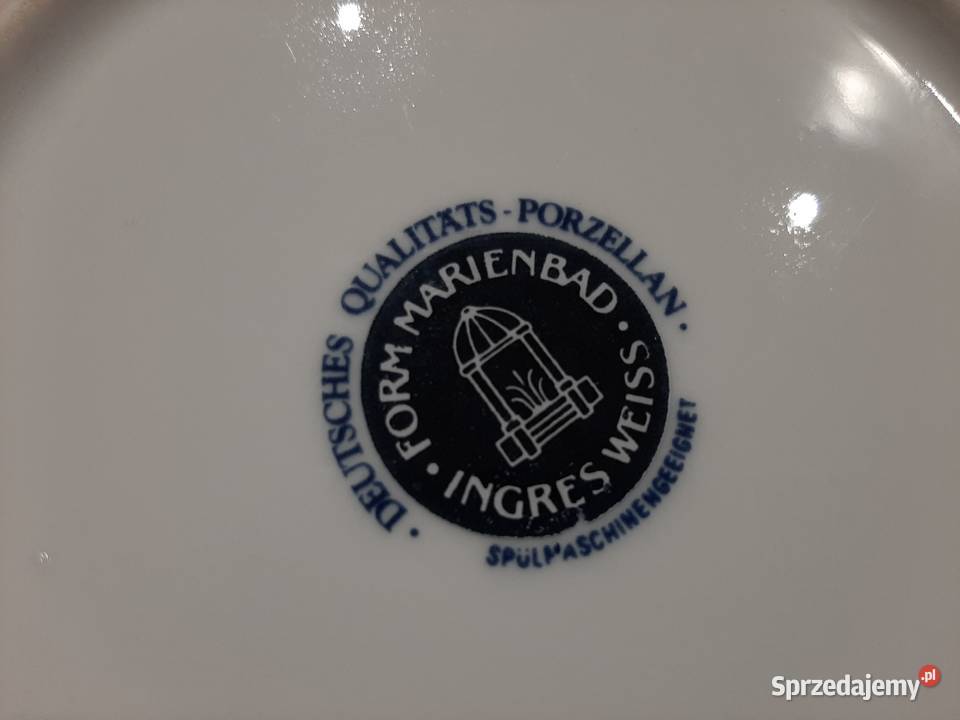 · DEUTSCHES QUALITÄTS - PORZELLAN ·
· FORM MARIENBAD ·
INGRES WEISS
SPÜLMASCHINENGEEIGNET
Sprzedajemy.pl